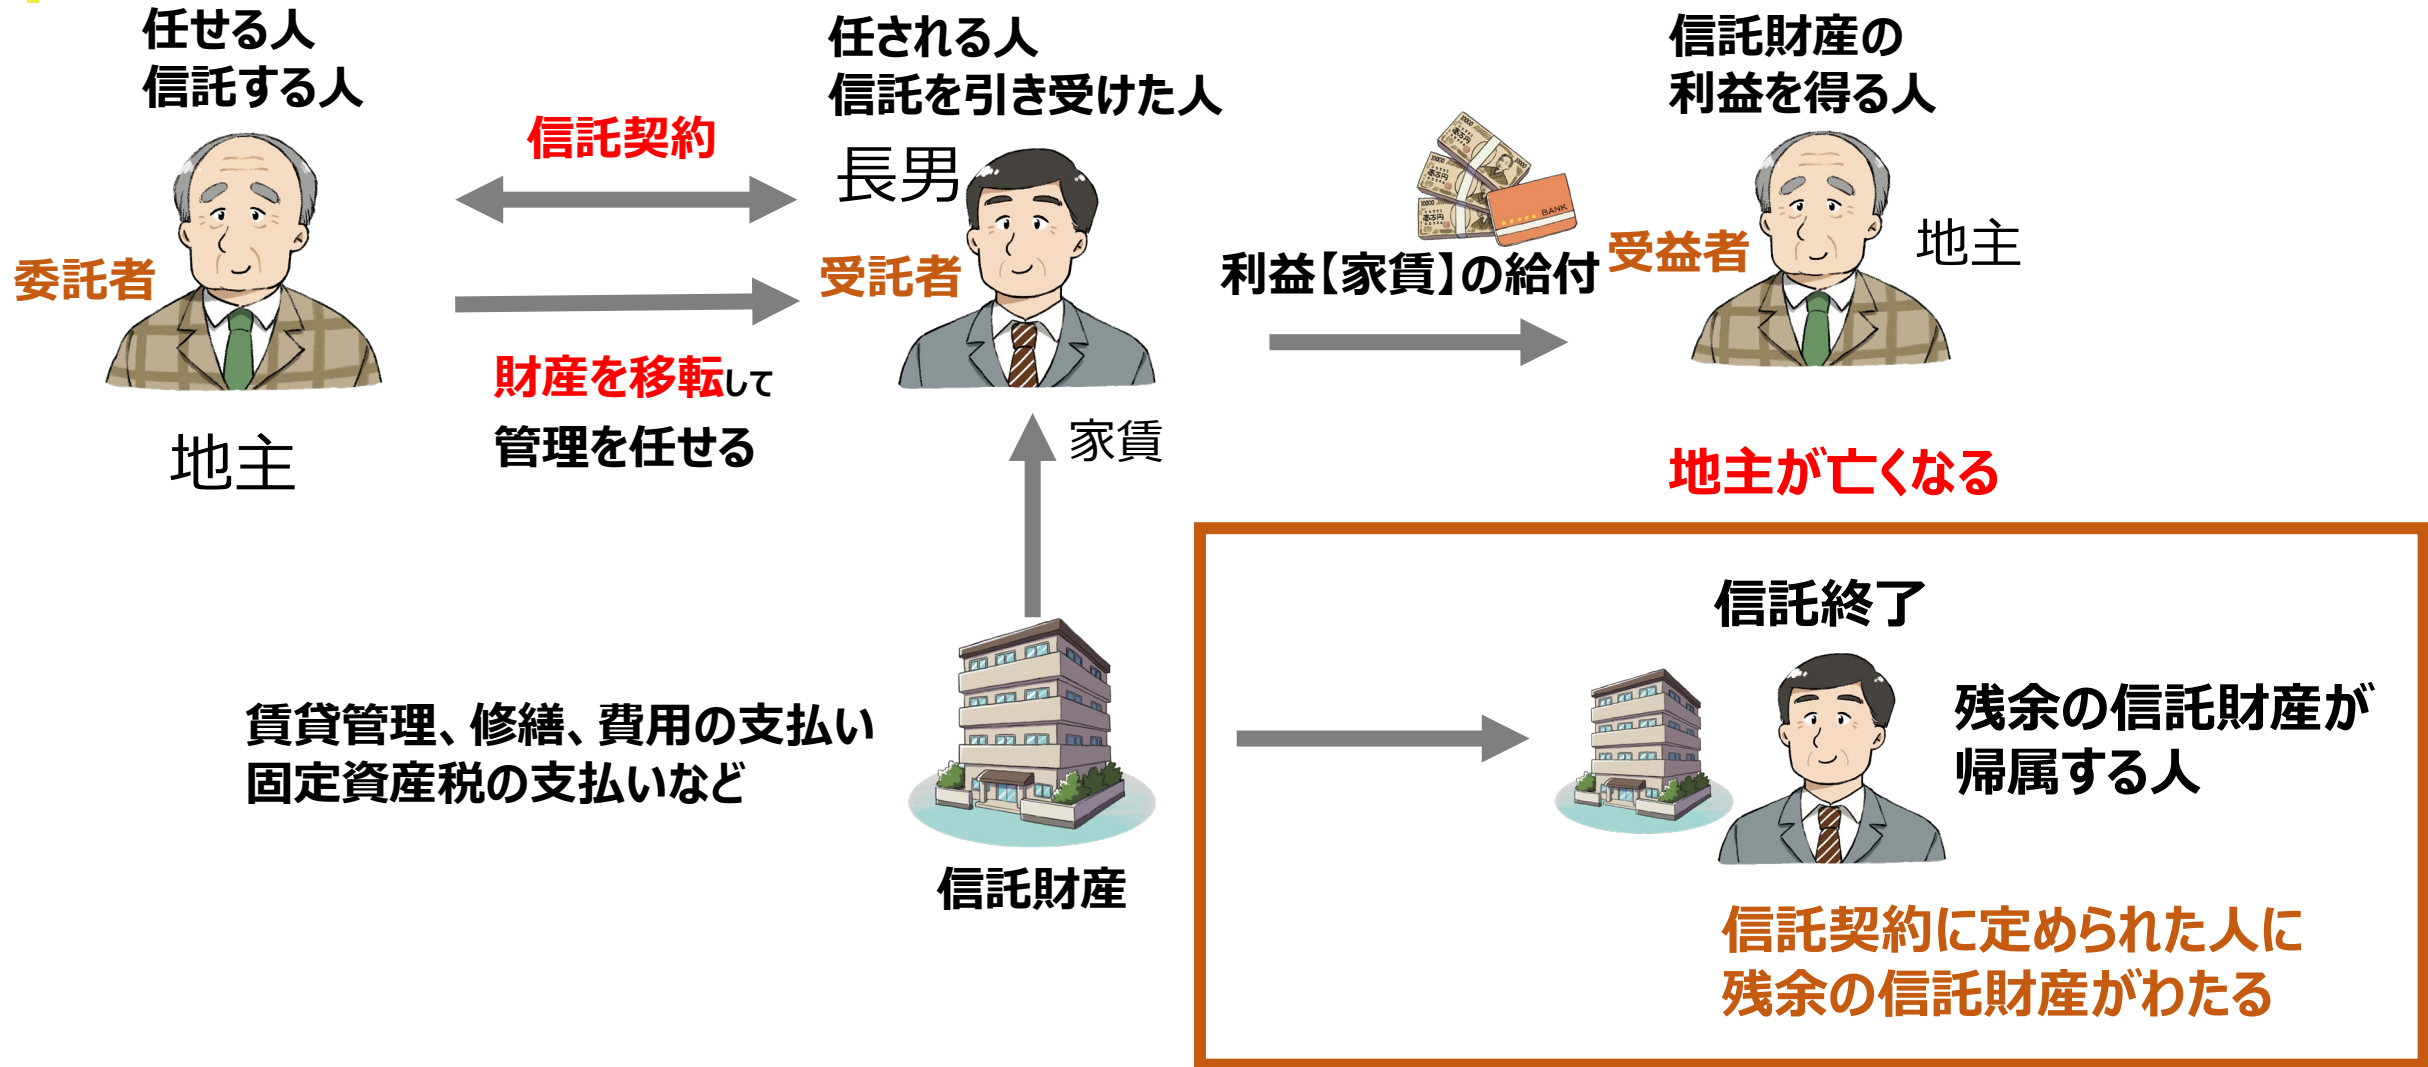 任せる人
信託する人
委託者
地主
信託契約
財産を移転して
管理を任せる
任される人
信託を引き受けた人
長男
受託者
家賃
利益【家賃】の給付
BANK
信託財産の
利益を得る人
受益者
地主
賃貸管理、修繕、費用の支払い
固定資産税の支払いなど
信託財産
地主が亡くなる
信託終了
残余の信託財産が
帰属する人
信託契約に定められた人に
残余の信託財産がわたる